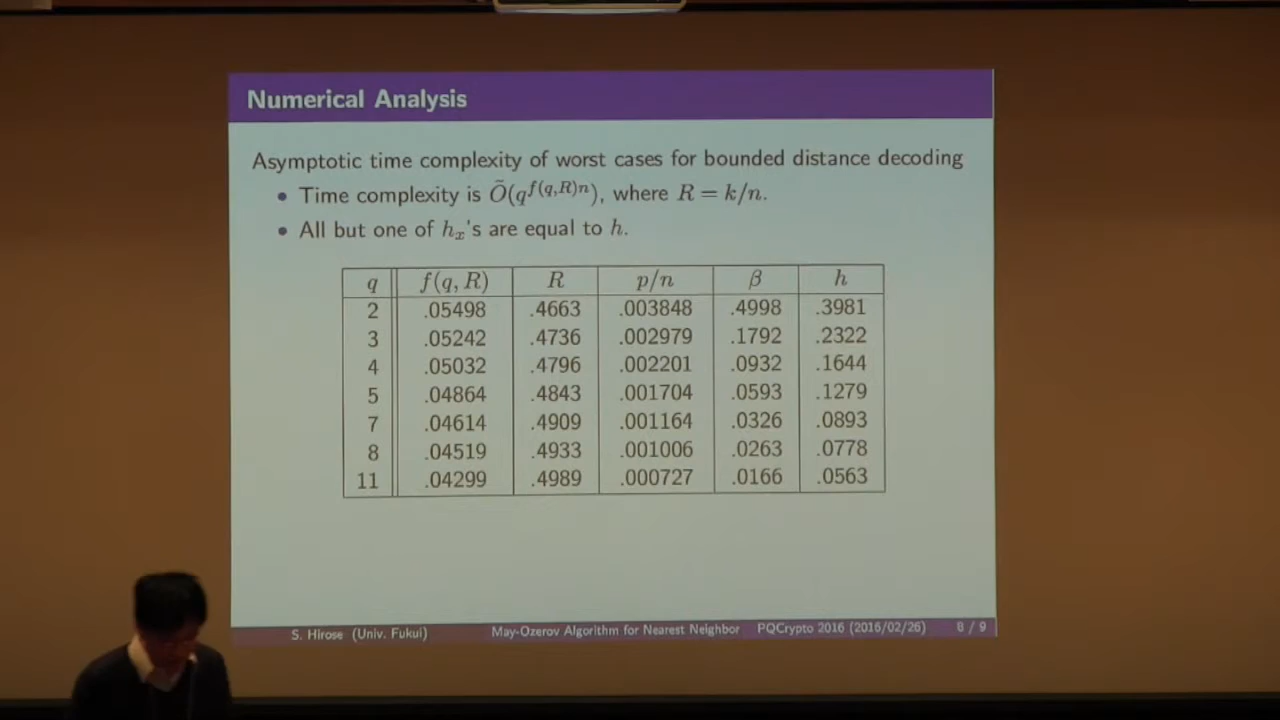 Numerical Analysis
Asymptotic time complexity of worst cases for bounded distance decoding
• Time complexity is Õ(q^{f(q,R)n}), where R = k/n.
• All but one of h_x's are equal to h.
q f(q, R) R p/n β h
2 .05498 .4663 .003848 .4998 .3981
3 .05242 .4736 .002979 .1792 .2322
4 .05032 .4796 .002201 .0932 .1644
5 .04864 .4843 .001704 .0593 .1279
7 .04614 .4909 .001164 .0326 .0893
8 .04519 .4933 .001006 .0263 .0778
11 .04299 .4989 .000727 .0166 .0563
S. Hirose (Univ. Fukui) May-Ozerov Algorithm for Nearest Neighbor PQCrypto 2016 (2016/02/26) 8 / 9